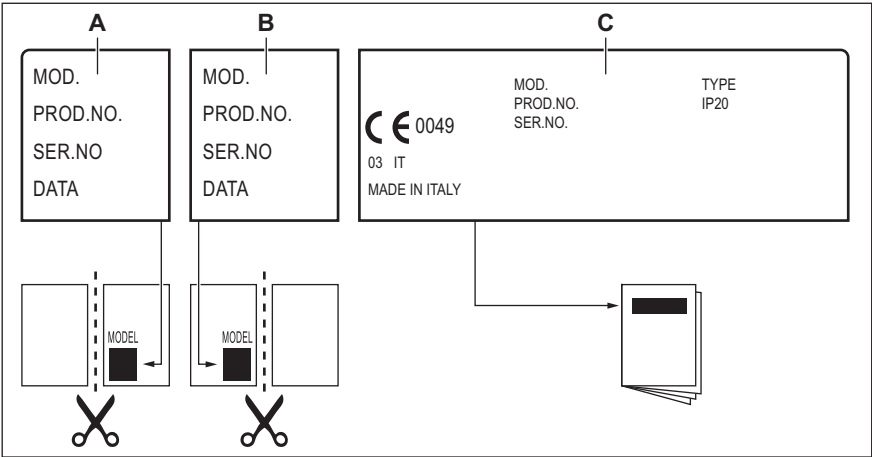 A
B
C
MOD.
PROD.NO.
SER.NO
DATA
MOD.
PROD.NO.
SER.NO
DATA
MOD.
PROD.NO.
SER.NO.
TYPE
IP20
CE 0049
03 IT
MADE IN ITALY
MODEL
MODEL